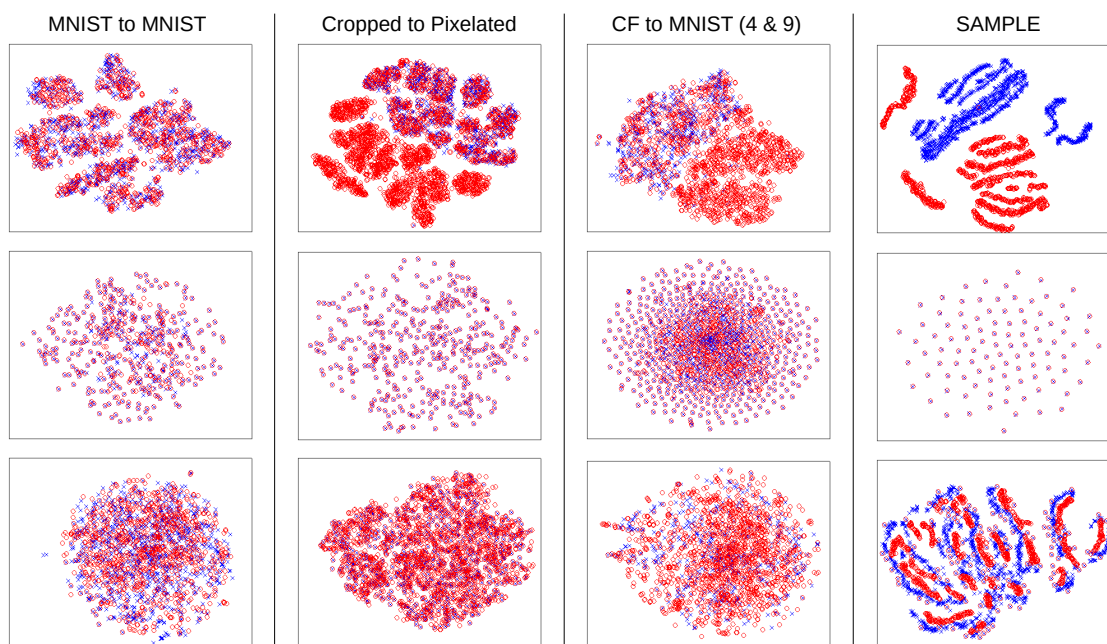 MNIST to MNIST
Cropped to Pixelated
CF to MNIST (4 & 9)
SAMPLE